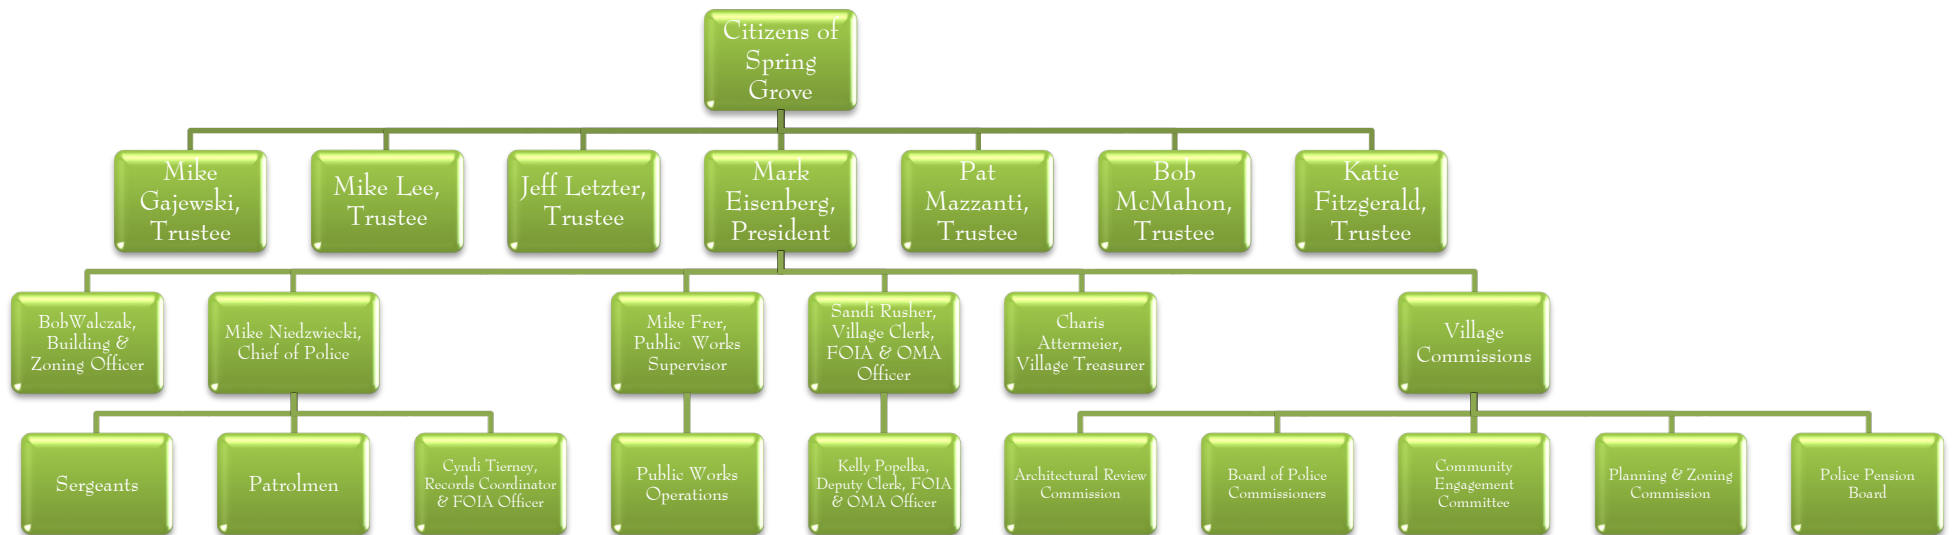 Citizens of
Spring
Grove
Mike
Gajewski,
Trustee
Mike Lee,
Trustee
Jeff Letzter,
Trustee
Mark
Eisenberg,
President
Pat
Mazzanti,
Trustee
Bob
McMahon,
Trustee
Katie
Fitzgerald,
Trustee
BobWalczak,
Building &
Zoning Officer
Mike Niedzwiecki,
Chief of Police
Mike Frer,
Public Works
Supervisor
Sandi Rusher,
Village Clerk,
FOIA & OMA
Officer
Charis
Attermeier,
Village Treasurer
Village
Commissions
Sergeants
Patrolmen
Cyndi Tierney,
Records Coordinator
& FOIA Officer
Public Works
Operations
Kelly Popelka,
Deputy Clerk, FOIA
& OMA Officer
Architectural Review
Commission
Board of Police
Commissioners
Community
Engagement
Committee
Planning & Zoning
Commission
Police Pension
Board